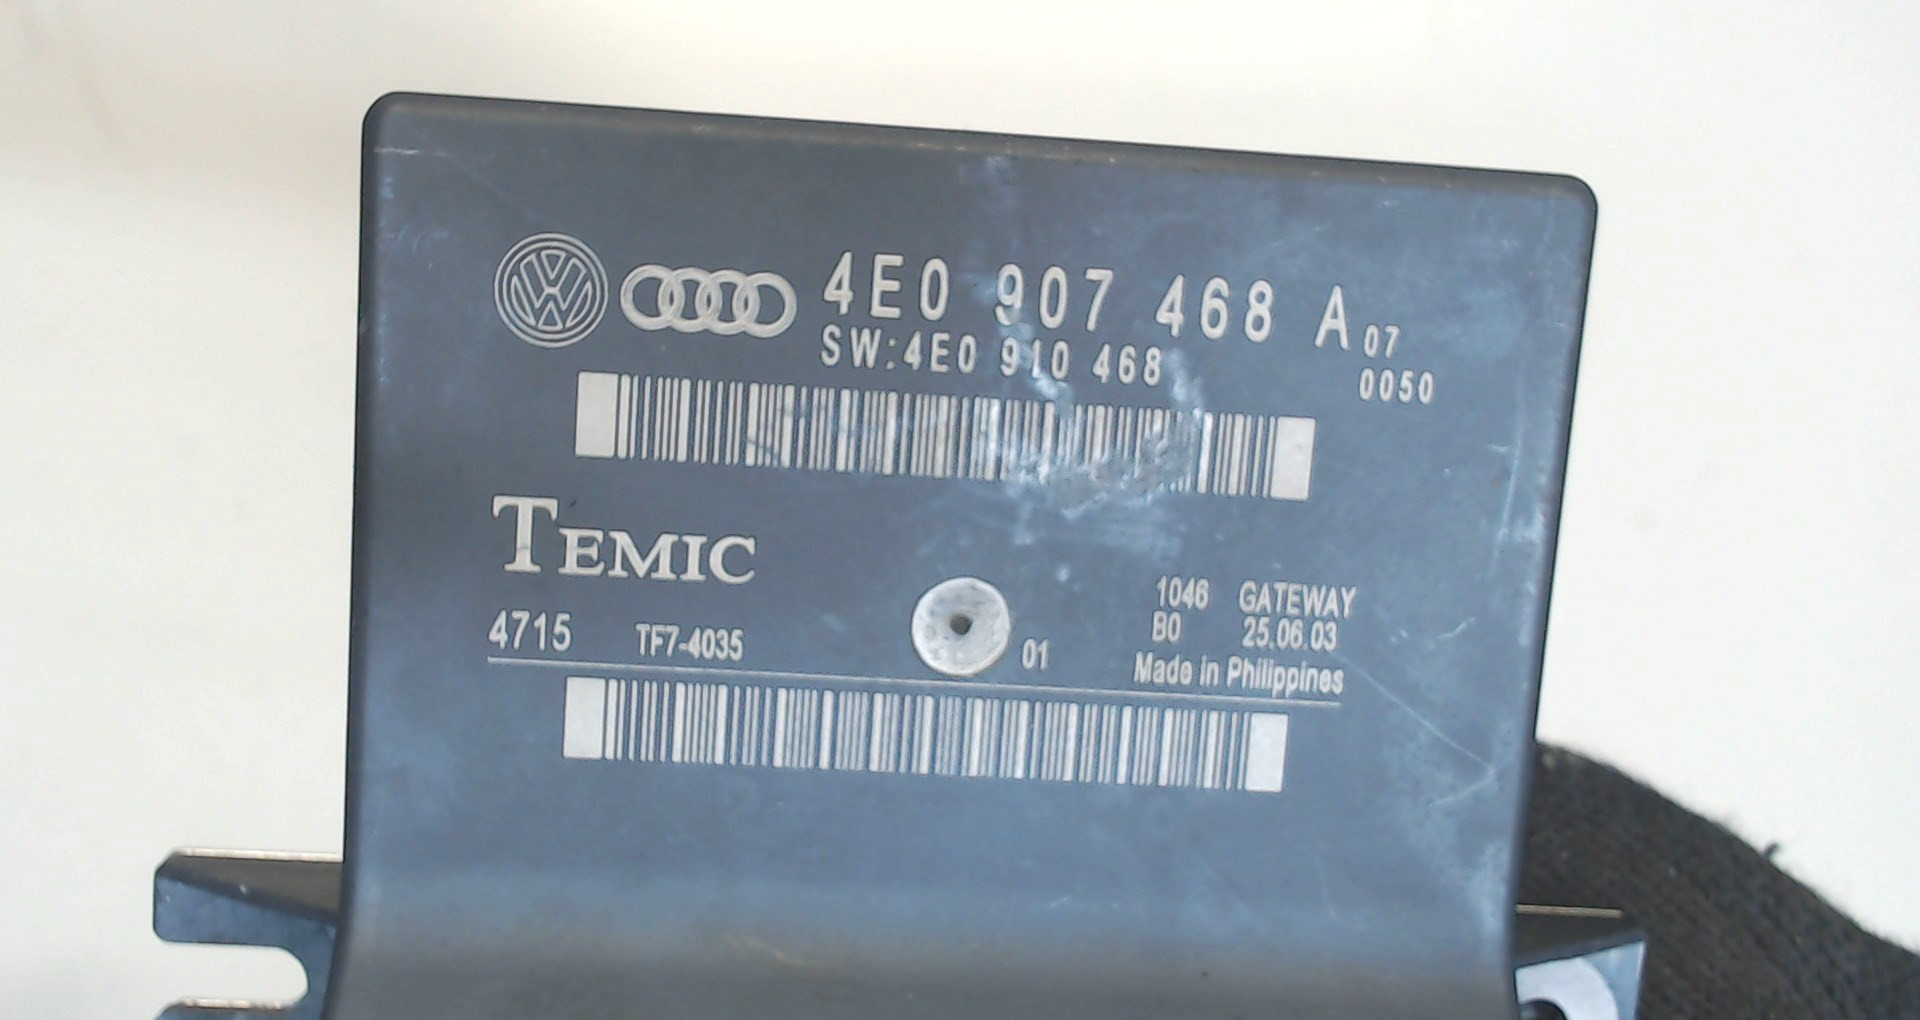 4E0 907 468 A 07
SW:4E0 910 468 0050
TEMIC
1046 GATEWAY
4715 TF7-4035 01 B0 25.06.03
Made in Philippines